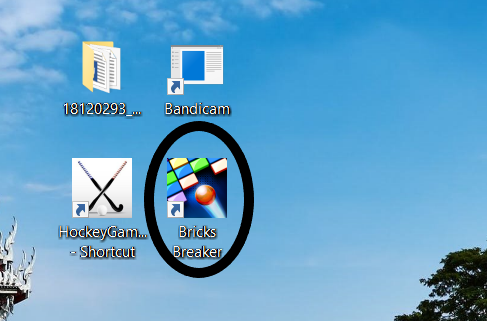 18120293_...
Bandicam
HockeyGam...
- Shortcut
Bricks
Breaker